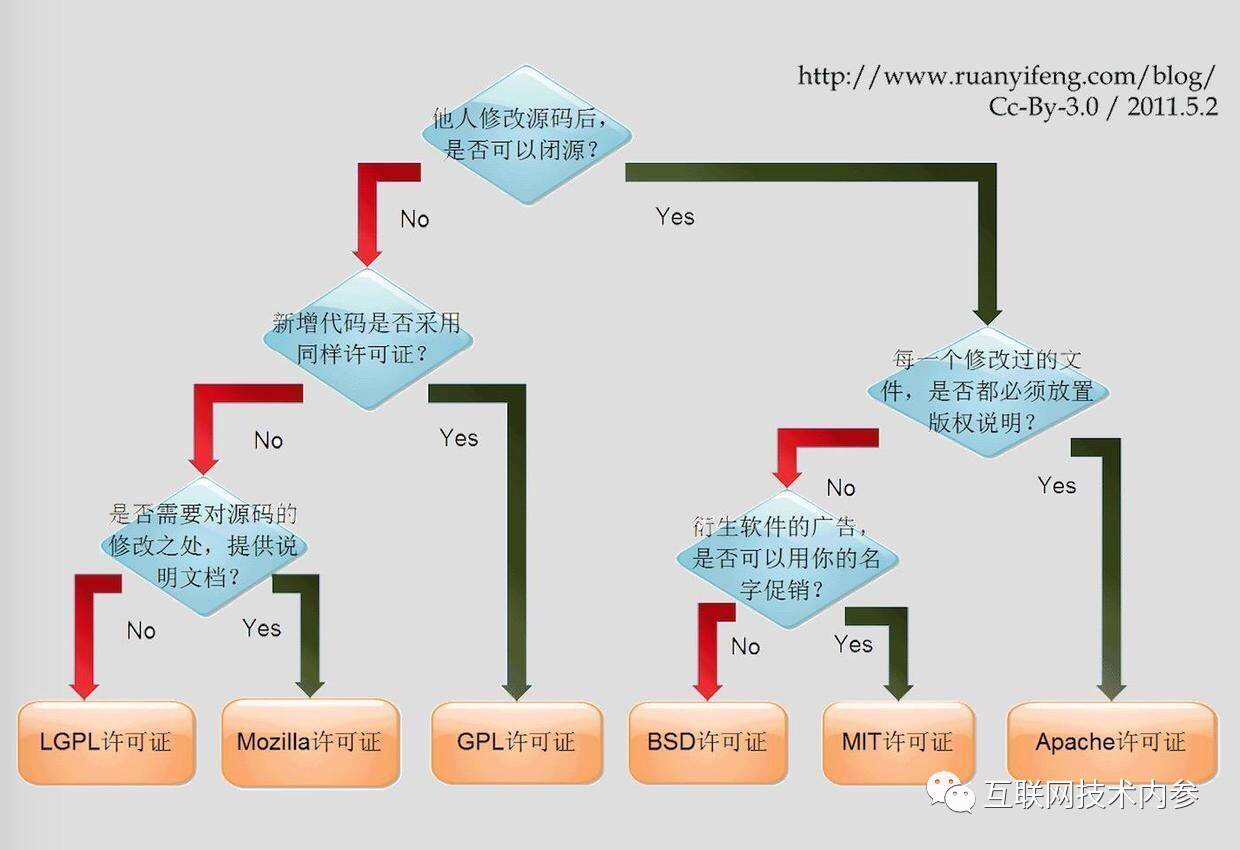 http://www.ruanyifeng.com/blog/
Cc-By-3.0 / 2011.5.2
他人修改源码后，
是否可以闭源？
No
Yes
新增代码是否采用
同样许可证？
每一个修改过的文
件，是否都必须放置
版权说明？
No
Yes
No
Yes
是否需要对源码的
修改之处，提供说
明文档？
衍生软件的广告，
是否可以用你的名
字促销？
No
Yes
No
Yes
LGPL许可证
Mozilla许可证
GPL许可证
BSD许可证
MIT许可证
Apache许可证
互联网技术内参